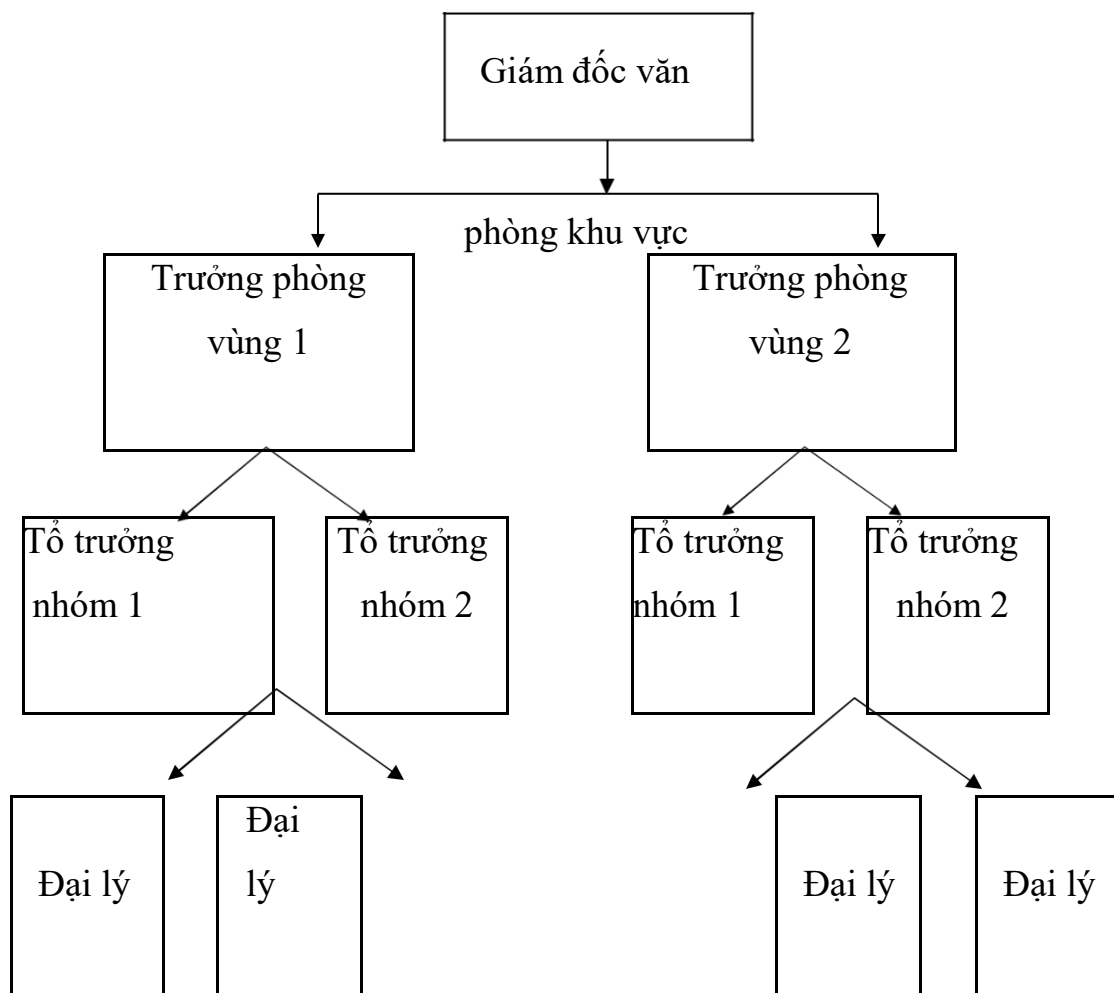 Giám đốc văn
phòng khu vực
Trưởng phòng
vùng 1
Trưởng phòng
vùng 2
Tổ trưởng
nhóm 1
Tổ trưởng
nhóm 2
Tổ trưởng
nhóm 1
Tổ trưởng
nhóm 2
Đại lý
Đại
lý
Đại lý
Đại lý